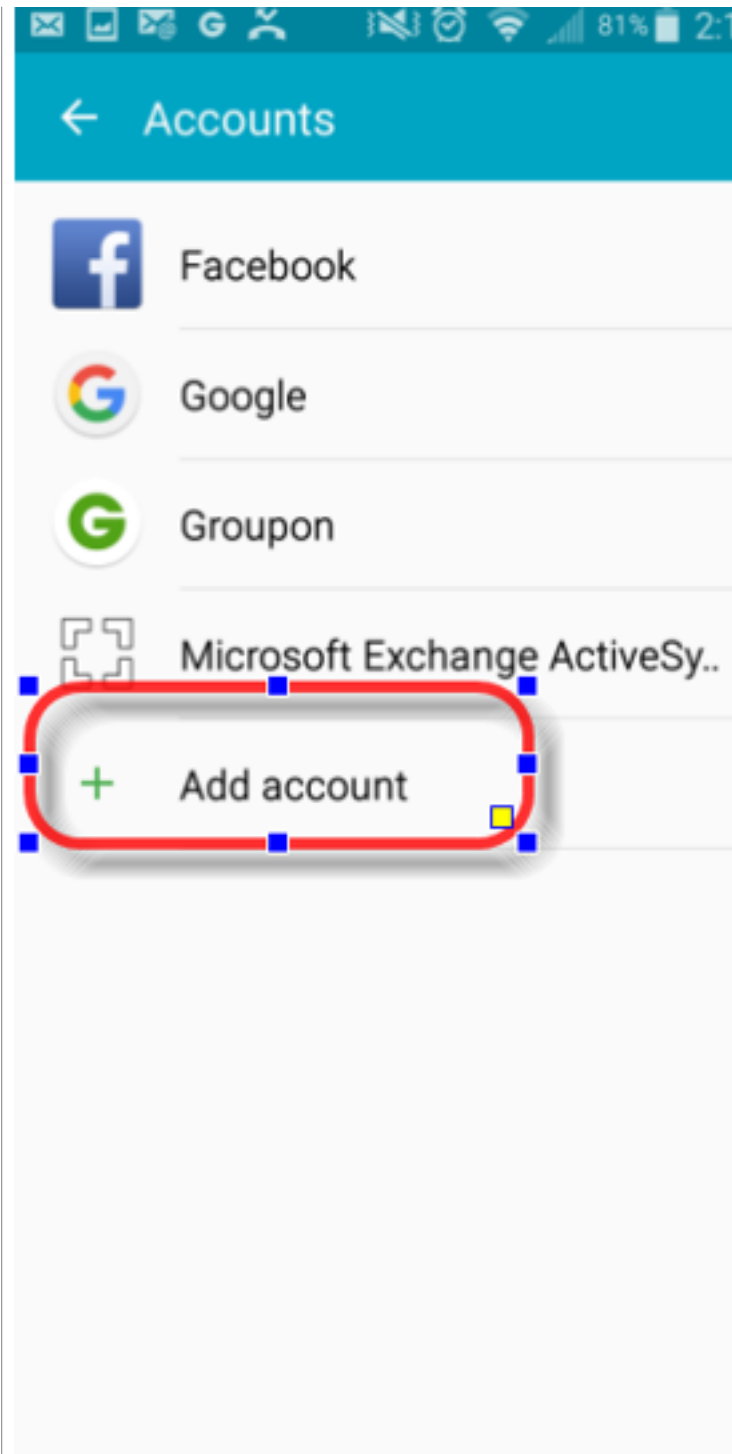 81% 2:1
Accounts
Facebook
Google
Groupon
Microsoft Exchange ActiveSy..
Add account